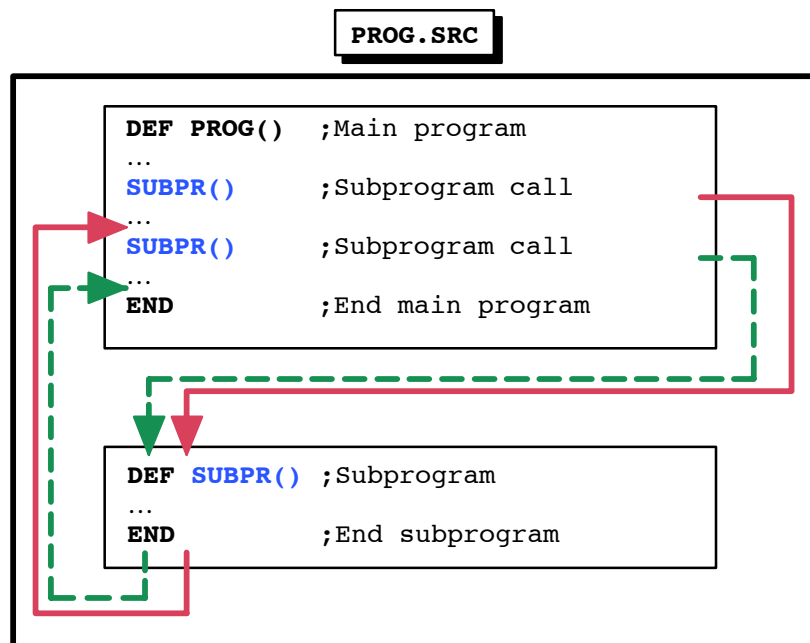 PROG.SRC
DEF PROG() ;Main program
...
SUBPR() ;Subprogram call
...
SUBPR() ;Subprogram call
...
END ;End main program
DEF SUBPR() ;Subprogram
...
END ;End subprogram